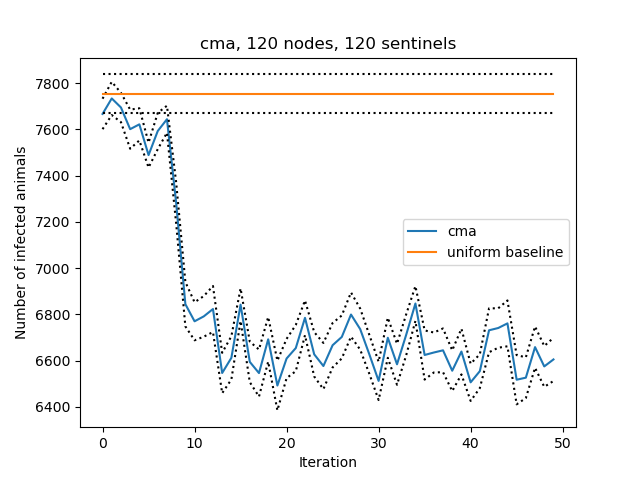 cma, 120 nodes, 120 sentinels
7800
7600
7400
7200
7000
6800
6600
6400
Number of infected animals
cma
uniform baseline
0
10
20
30
40
50
Iteration